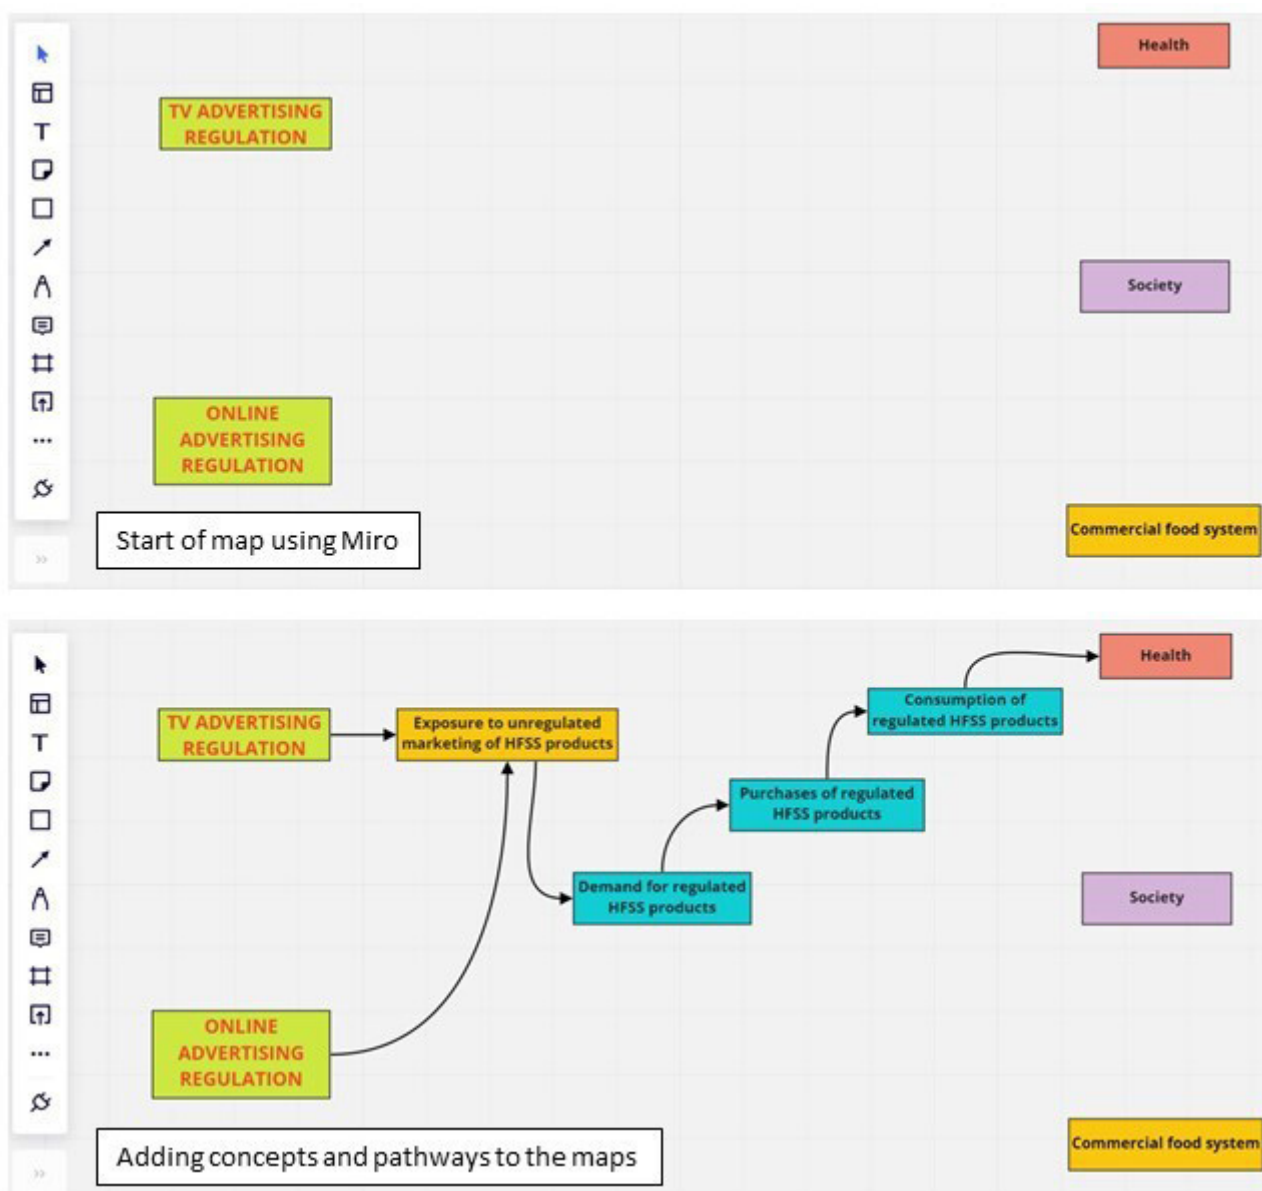 Health
TV ADVERTISING
REGULATION
Society
ONLINE
ADVERTISING
REGULATION
Commercial food system
Start of map using Miro
Health
Consumption of
regulated HFSS products
TV ADVERTISING
REGULATION
Exposure to unregulated
marketing of HFSS products
Purchases of regulated
HFSS products
Demand for regulated
HFSS products
Society
ONLINE
ADVERTISING
REGULATION
Commercial food system
Adding concepts and pathways to the maps